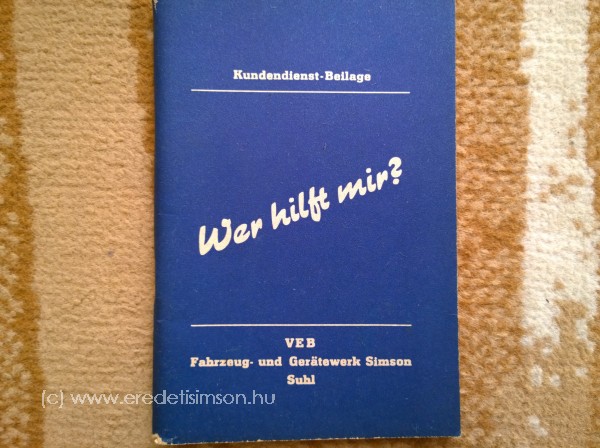 Kundendienst-Beilage
Wer hilft mir?
VEB
Fahrzeug- und Gerätewerk Simson
Suhl
(c) www.eredetisimson.hu